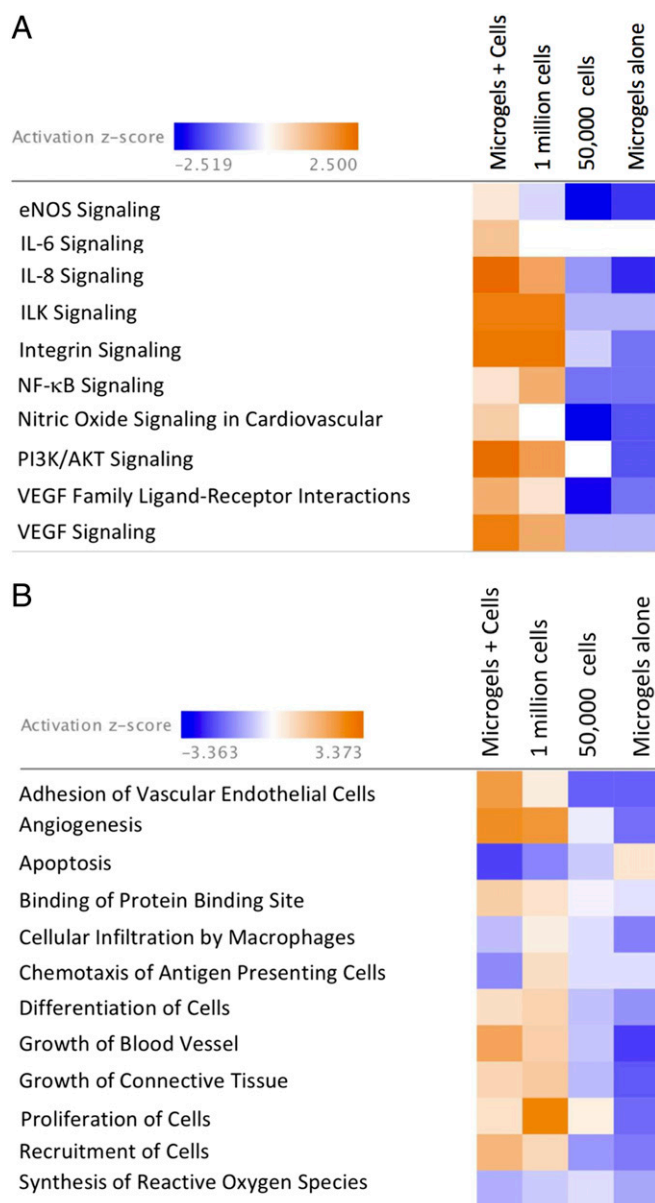 A
Microgels + Cells
1 million cells
50,000 cells
Microgels alone
Activation z-score
−2.519 2.500
eNOS Signaling
IL-6 Signaling
IL-8 Signaling
ILK Signaling
Integrin Signaling
NF-κB Signaling
Nitric Oxide Signaling in Cardiovascular
PI3K/AKT Signaling
VEGF Family Ligand-Receptor Interactions
VEGF Signaling
B
Microgels + Cells
1 million cells
50,000 cells
Microgels alone
Activation z-score
−3.363 3.373
Adhesion of Vascular Endothelial Cells
Angiogenesis
Apoptosis
Binding of Protein Binding Site
Cellular Infiltration by Macrophages
Chemotaxis of Antigen Presenting Cells
Differentiation of Cells
Growth of Blood Vessel
Growth of Connective Tissue
Proliferation of Cells
Recruitment of Cells
Synthesis of Reactive Oxygen Species